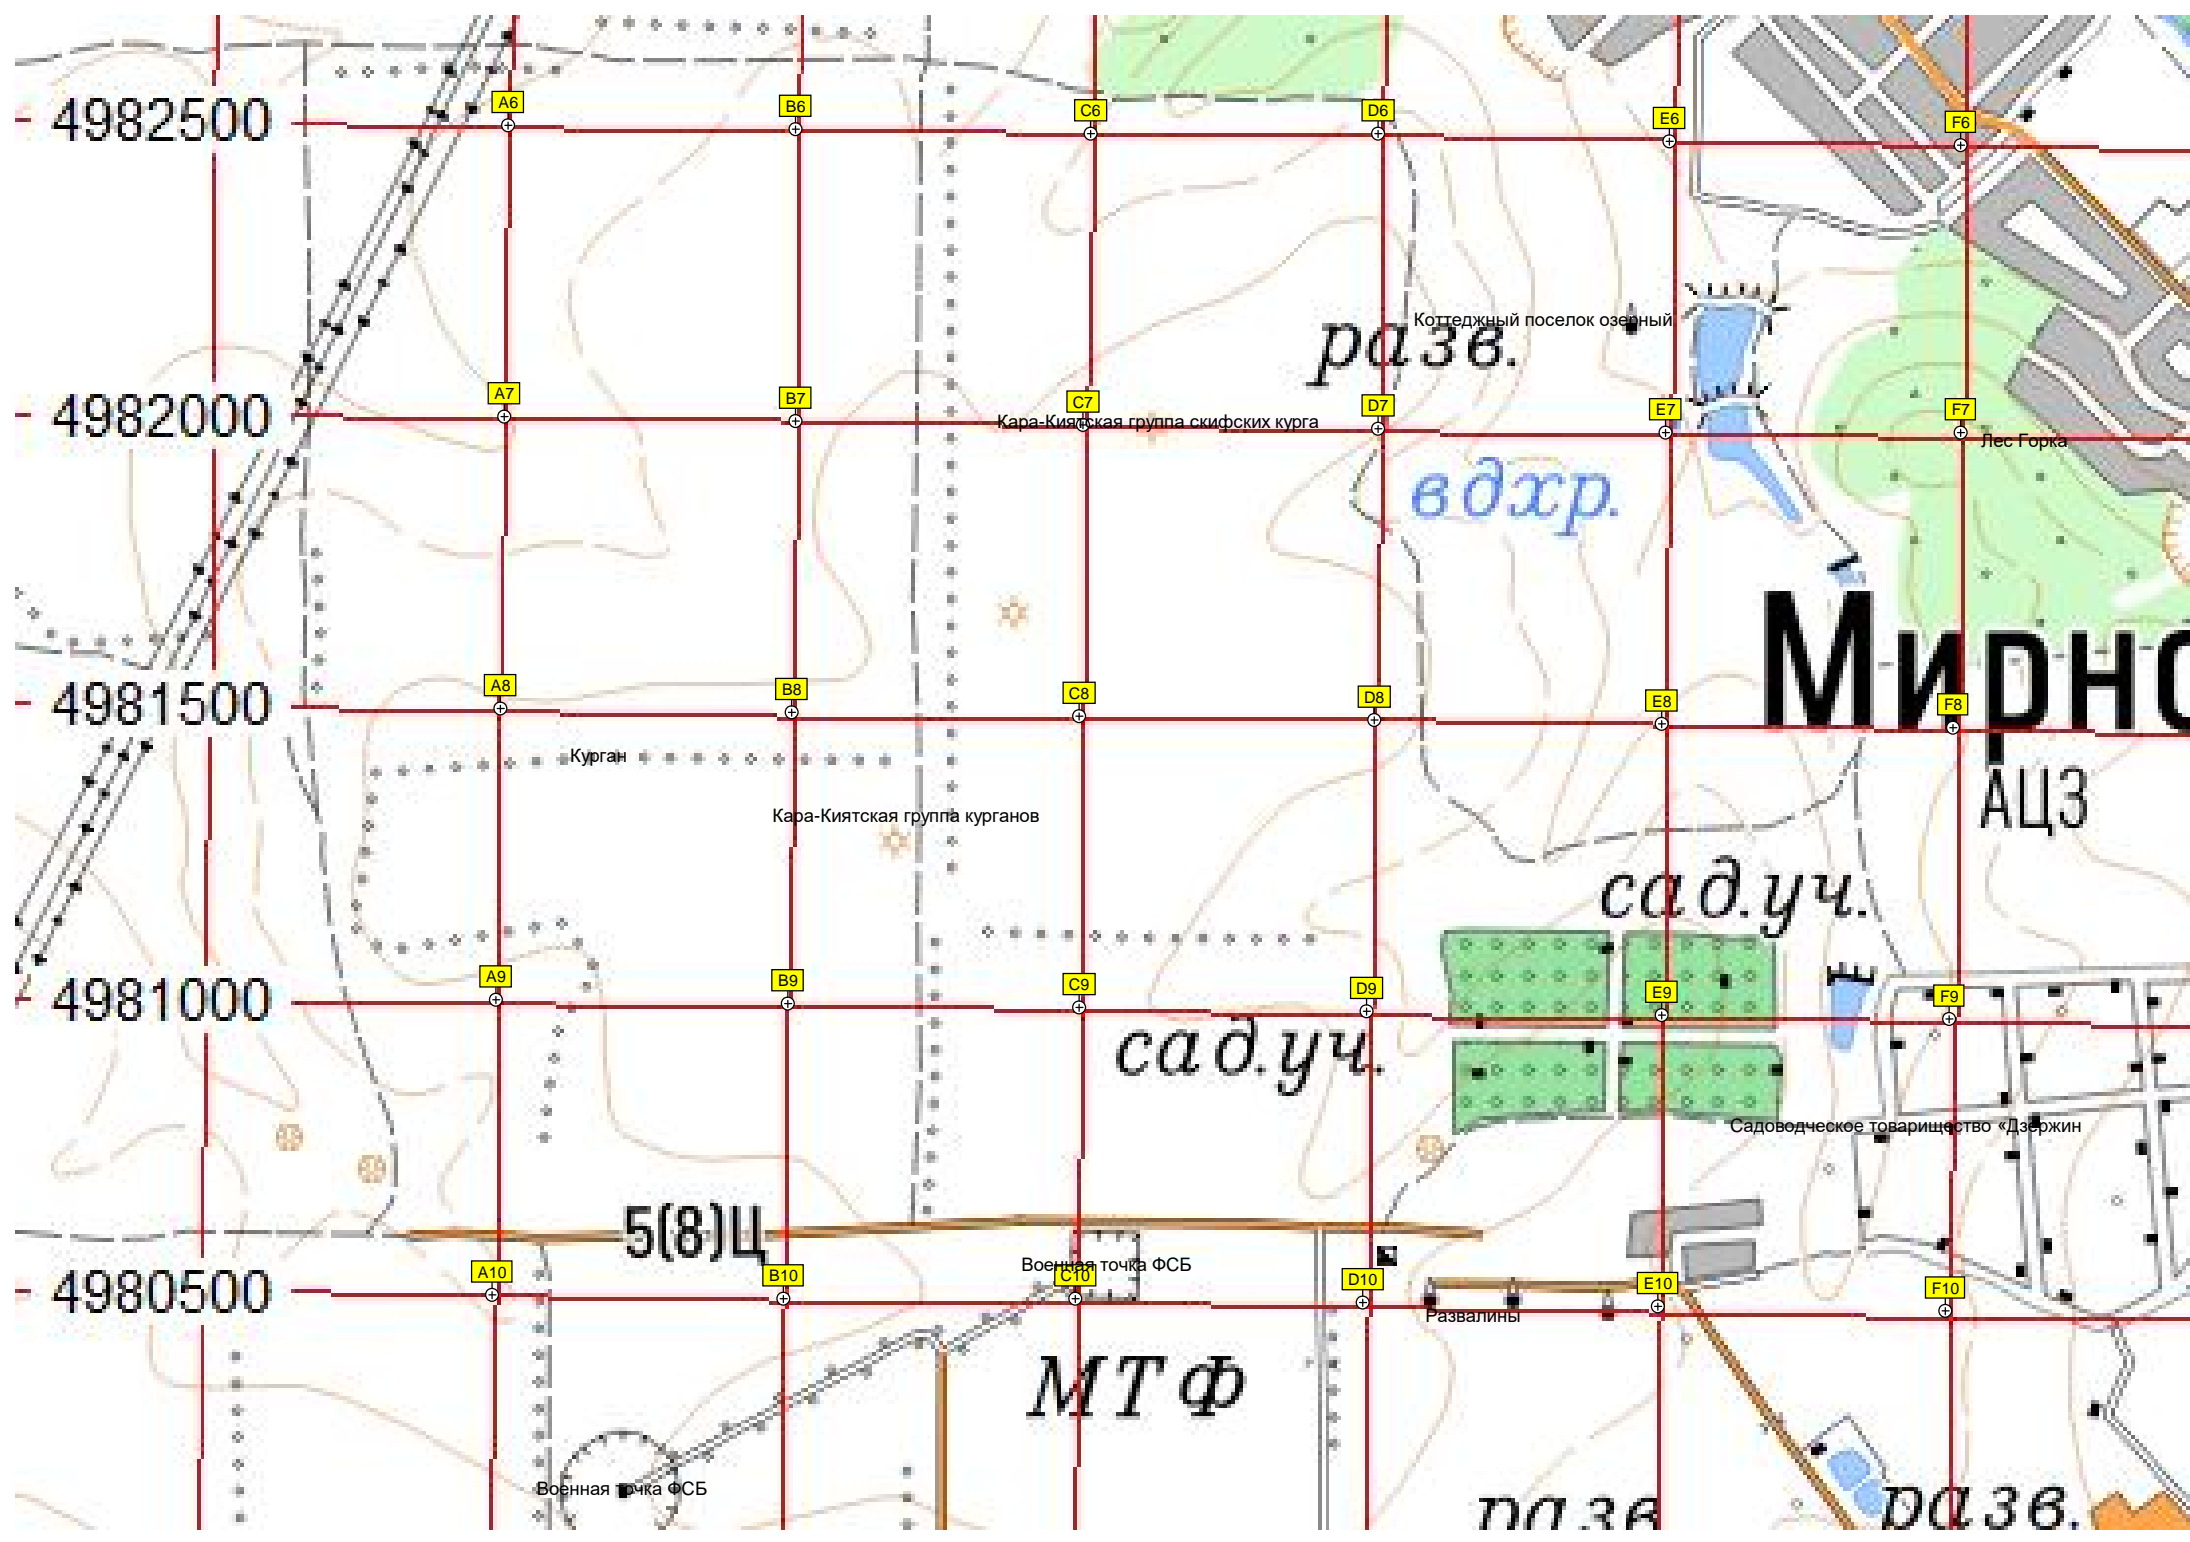 4982500
A6
B6
C6
D6
E6
F6
Коттеджный поселок озерный
разв.
4982000
A7
B7
C7
D7
E7
F7
Кара-Киятская группа скифских курга
Лес Горка
вдхр.
Мирно
4981500
A8
B8
C8
D8
E8
F8
Курган
АЦЗ
Кара-Киятская группа курганов
сад.уч.
4981000
A9
B9
C9
D9
E9
F9
сад.уч.
Садоводческое товарищество «Дзержин
5(8)Ц
Военная точка ФСБ
4980500
A10
B10
C10
D10
E10
F10
Развалины
МТФ
Военная точка ФСБ
разв
разв.